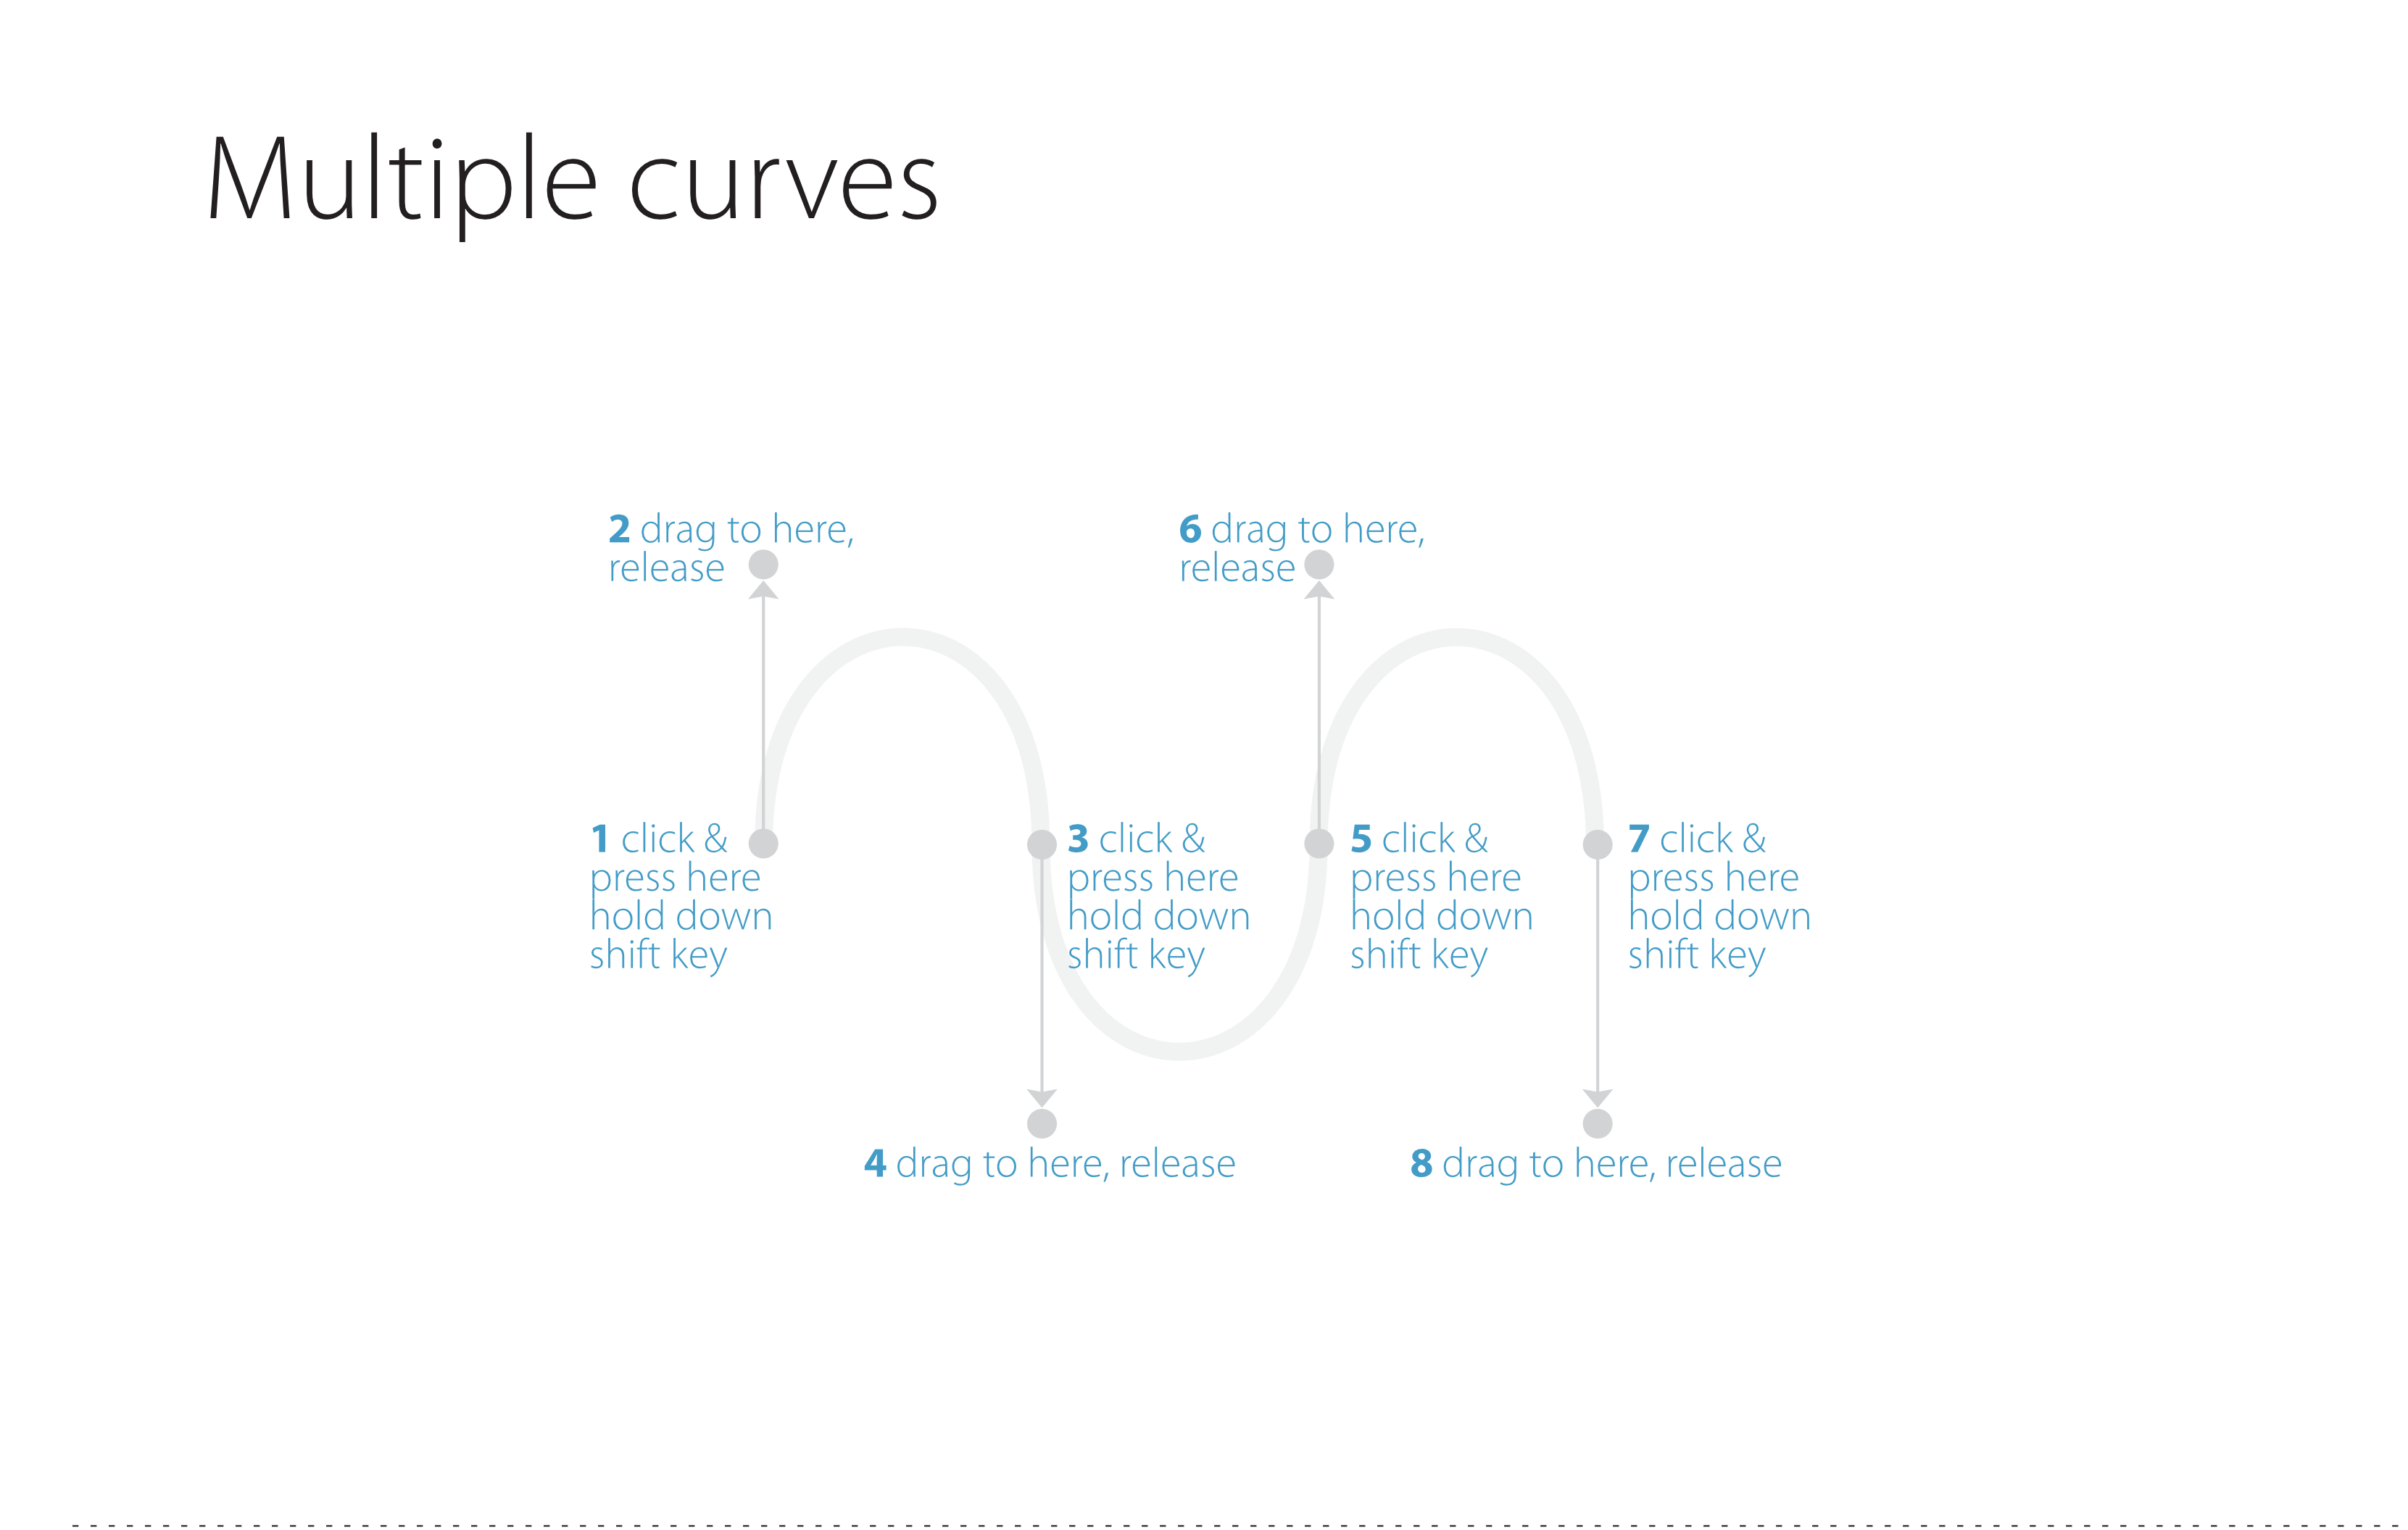 Multiple curves
2 drag to here,
release
6 drag to here,
release
1 click &
press here
hold down
shift key
3 click &
press here
hold down
shift key
5 click &
press here
hold down
shift key
7 click &
press here
hold down
shift key
4 drag to here, release
8 drag to here, release